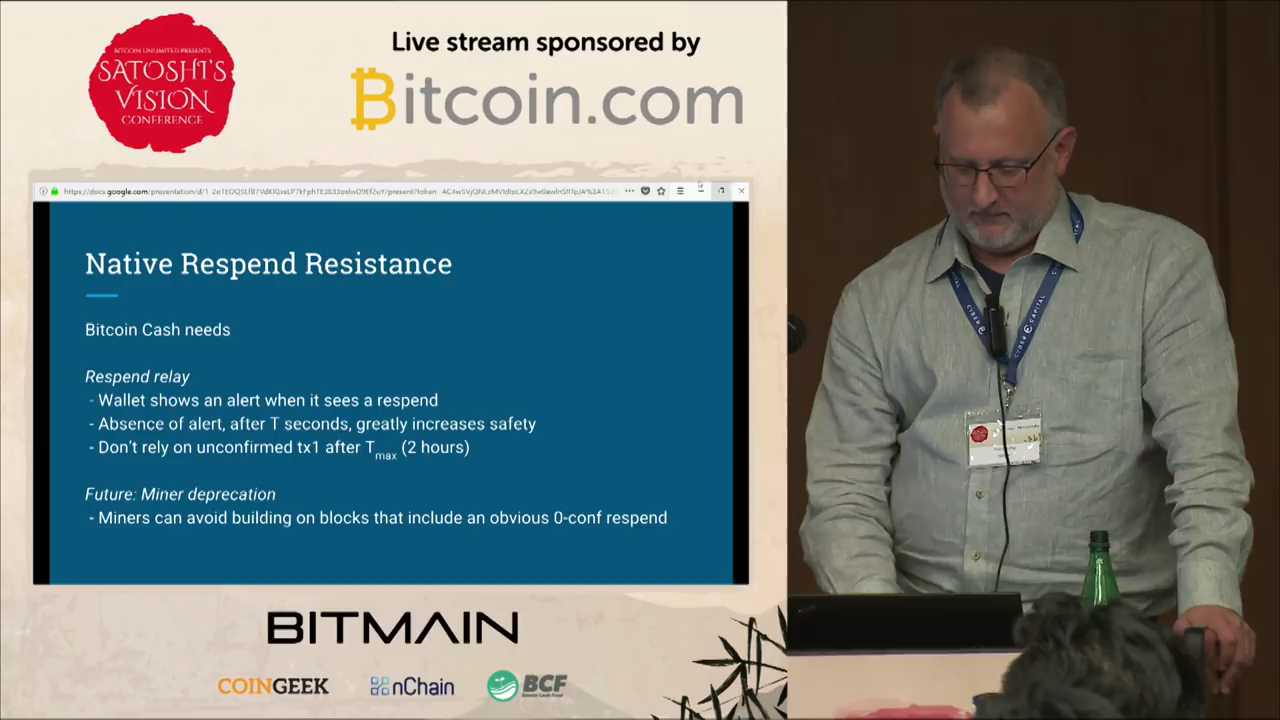 BITCOIN UNLIMITED PRESENTS
SATOSHI'S
VISION
CONFERENCE
Live stream sponsored by
Bitcoin.com
Native Respend Resistance
Bitcoin Cash needs
Respend relay
- Wallet shows an alert when it sees a respend
- Absence of alert, after T seconds, greatly increases safety
- Don't rely on unconfirmed tx1 after Tmax (2 hours)
Future: Miner deprecation
- Miners can avoid building on blocks that include an obvious 0-conf respend
BITMAIN
COINGEEK
nChain
BCF
CYBER CAPITAL